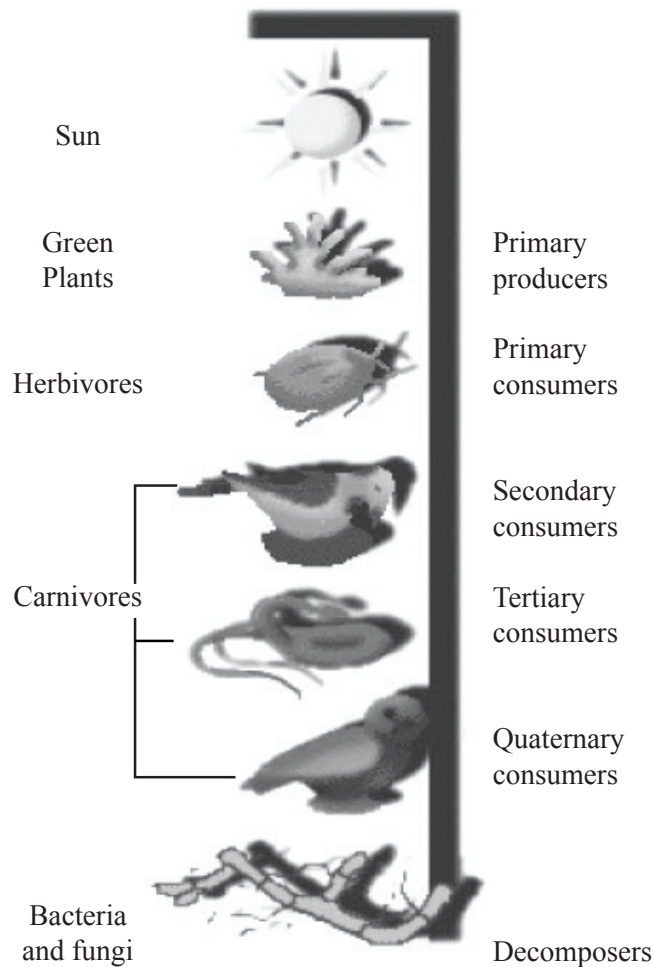 Sun
Green
Plants
Primary
producers
Herbivores
Primary
consumers
Secondary
consumers
Carnivores
Tertiary
consumers
Quaternary
consumers
Bacteria
and fungi
Decomposers